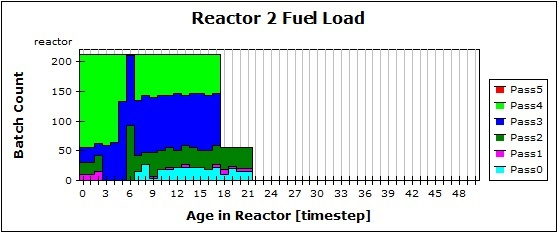 Reactor 2 Fuel Load
reactor
Batch Count
200
150
100
50
0
0 3 6 9 12 15 18 21 24 27 30 33 36 39 42 45 48
Age in Reactor [timestep]
Pass5
Pass4
Pass3
Pass2
Pass1
Pass0